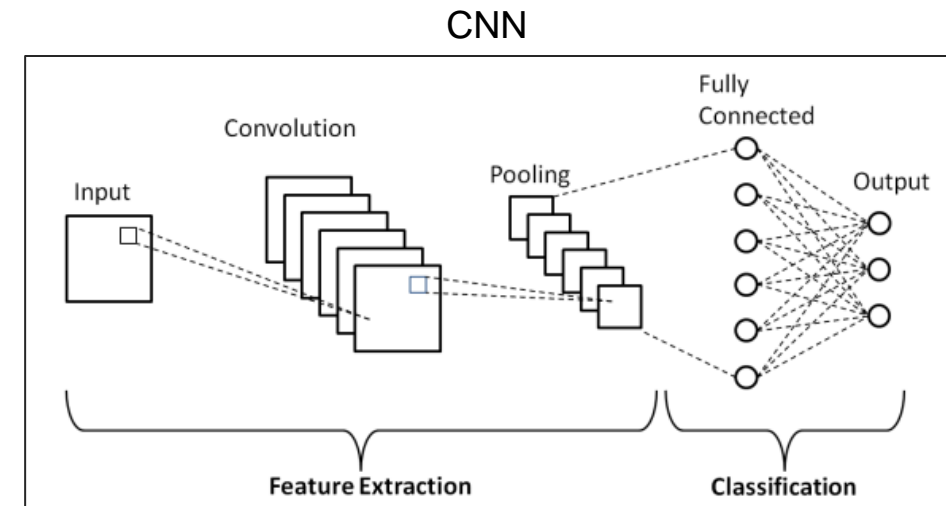 CNN
Fully
Connected
Convolution
Pooling
Output
Input
Feature Extraction
Classification